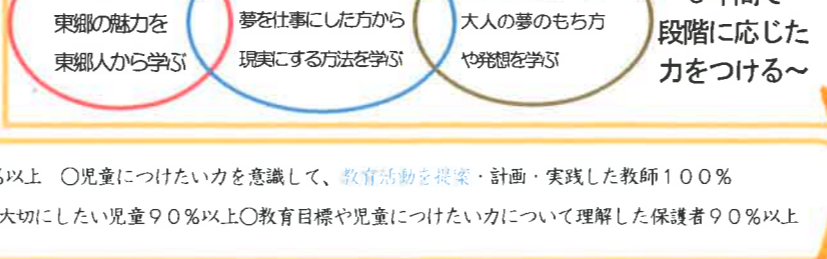 東郷の魅力を
東郷人から学ぶ
夢を仕事にした方から
現実にする方法を学ぶ
大人の夢のもち方
や発想を学ぶ
段階に応じた
力をつける～
%以上　○児童につけたい力を意識して、教育活動を提案・計画・実践した教師１００%
大切にしたい児童９０%以上○教育目標や児童につけたい力について理解した保護者９０%以上